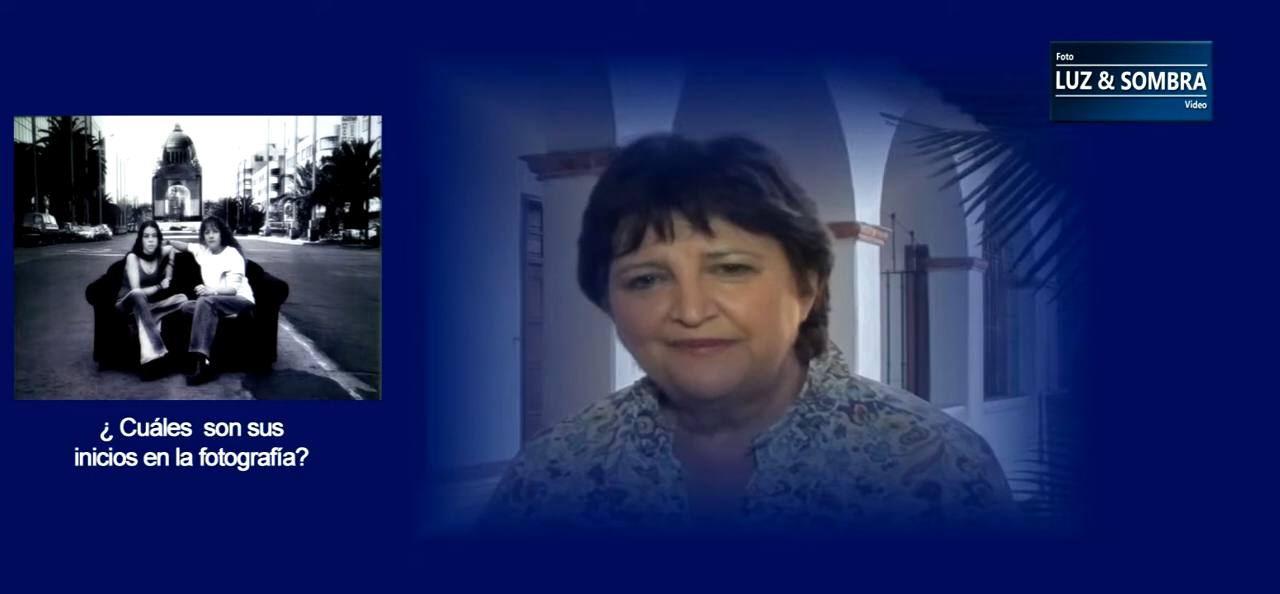 Foto
LUZ & SOMBRA
Video
¿ Cuáles  son sus
inicios en la fotografía?